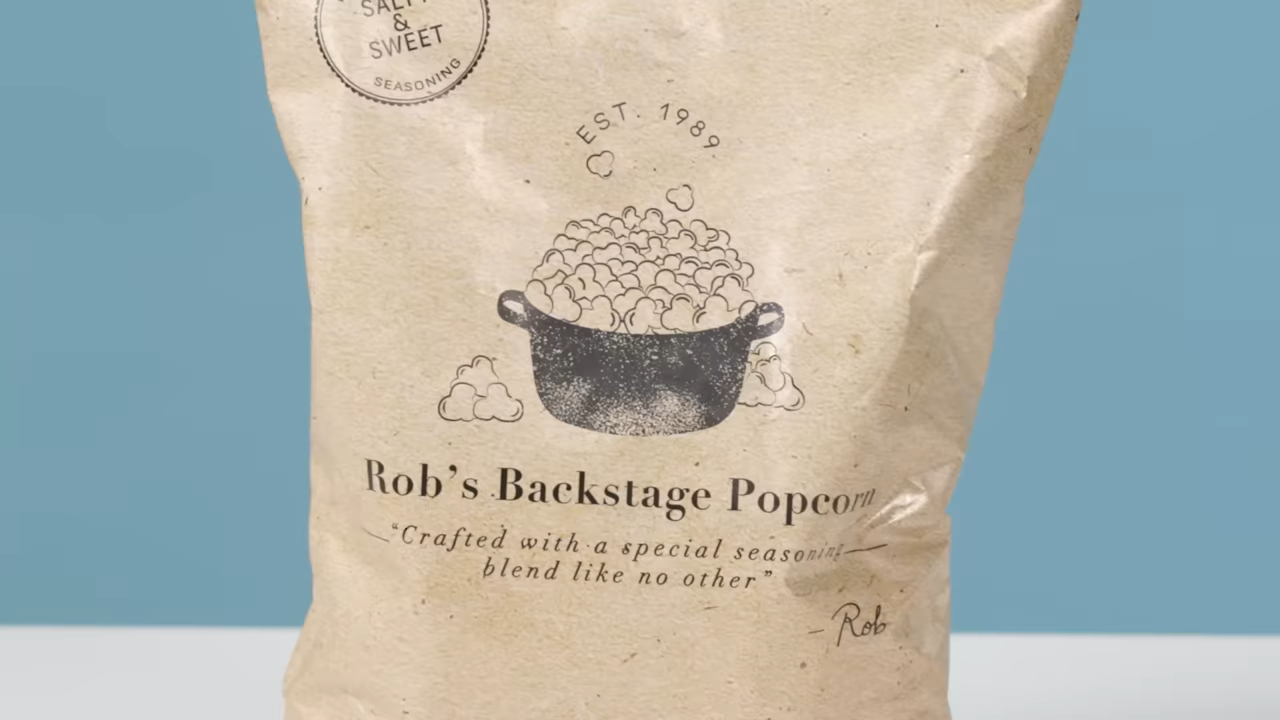 SALTY
&
SWEET
SEASONING
EST. 1989
Rob's Backstage Popcorn
"Crafted with a special seasoning
blend like no other"
- Rob